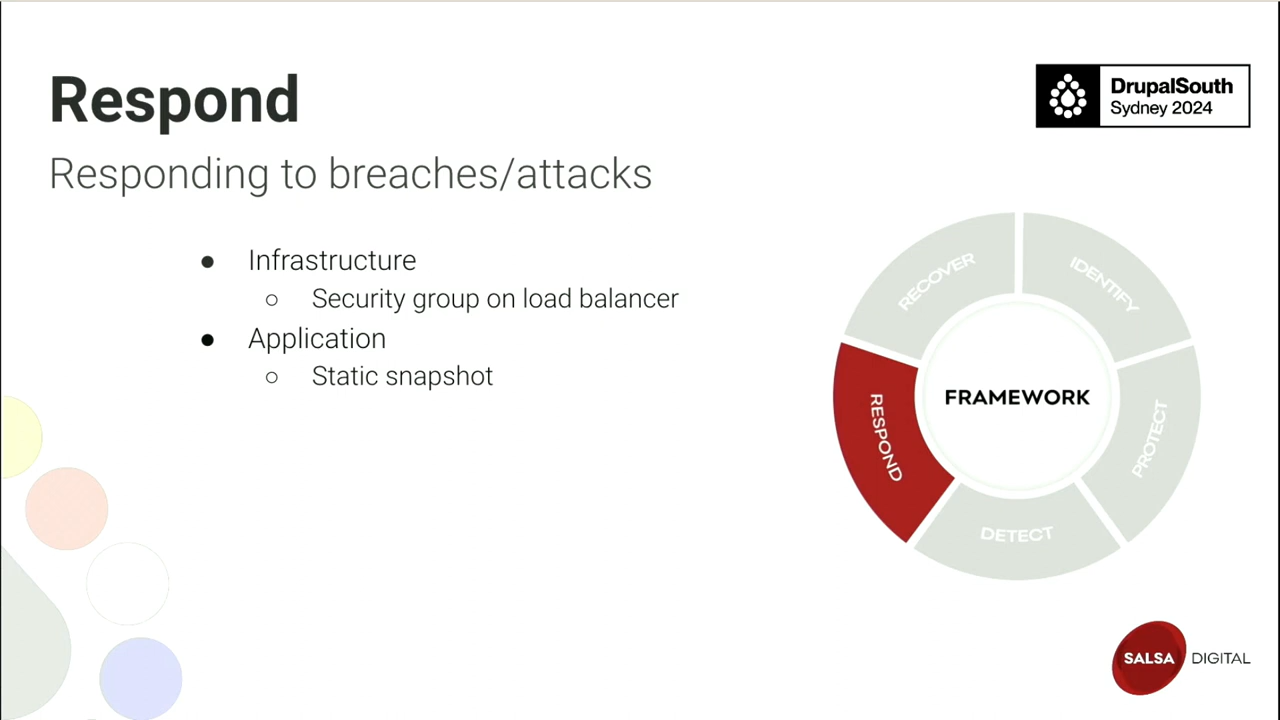 Respond
DrupalSouth
Sydney 2024
Responding to breaches/attacks
● Infrastructure
○ Security group on load balancer
● Application
○ Static snapshot
RECOVER
IDENTIFY
FRAMEWORK
RESPOND
PROTECT
DETECT
SALSA DIGITAL